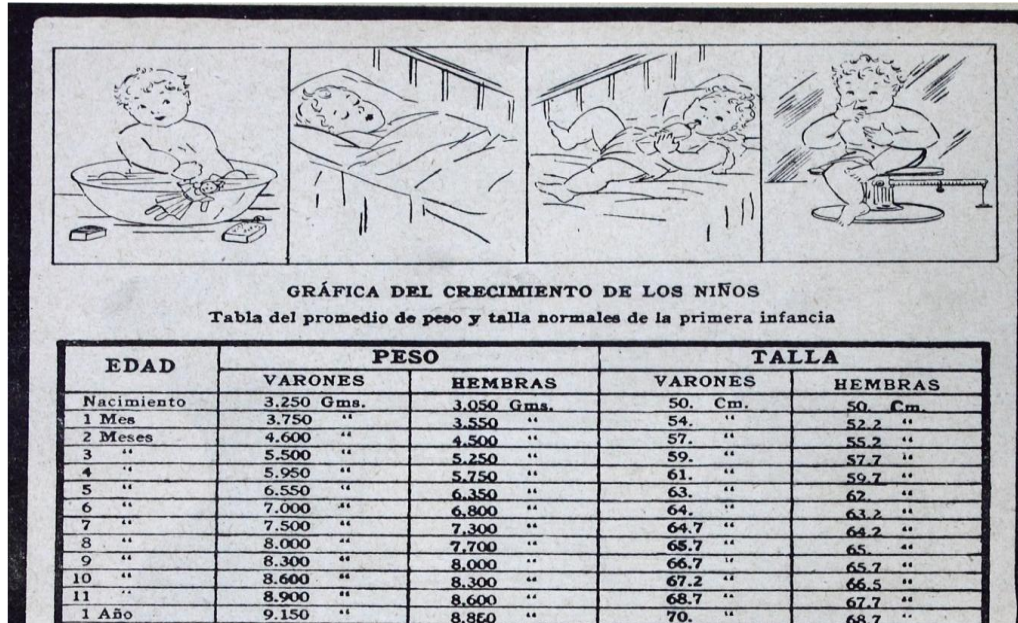 GRÁFICA DEL CRECIMIENTO DE LOS NIÑOS
Tabla del promedio de peso y talla normales de la primera infancia
EDAD PESO TALLA
VARONES HEMBRAS VARONES HEMBRAS
Nacimiento 3.250 Gms. 3.050 Gms. 50. Cm. 50. Cm.
1 Mes 3.750 “ 3.550 “ 54. “ 52.2 “
2 Meses 4.600 “ 4.500 “ 57. “ 55.2 “
3 “ 5.500 “ 5.250 “ 59. “ 57.7 “
4 “ 5.950 “ 5.750 “ 61. “ 59.7 “
5 “ 6.550 “ 6.350 “ 63. “ 62. “
6 “ 7.000 “ 6.800 “ 64. “ 63.2 “
7 “ 7.500 “ 7.300 “ 64.7 “ 64.2 “
8 “ 8.000 “ 7.700 “ 65.7 “ 65. “
9 “ 8.300 “ 8.000 “ 66.7 “ 65.7 “
10 “ 8.600 “ 8.300 “ 67.2 “ 66.5 “
11 “ 8.900 “ 8.600 “ 68.7 “ 67.7 “
1 Año 9.150 “ 8.850 “ 70. “ 68.7 “